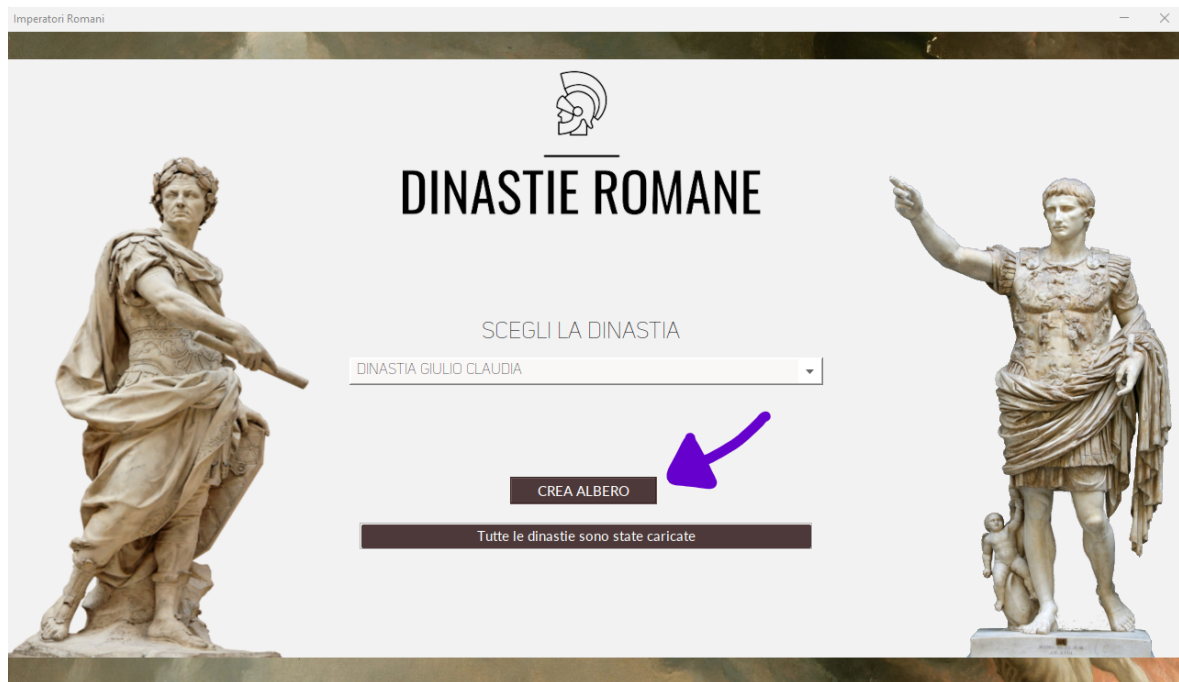 Imperatori Romani
DINASTIE ROMANE
SCEGLI LA DINASTIA
DINASTIA GIULIO CLAUDIA
CREA ALBERO
Tutte le dinastie sono state caricate